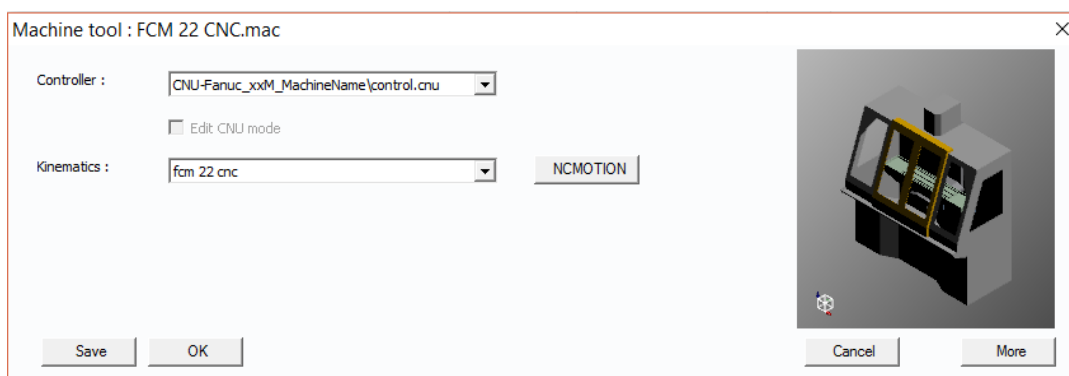 Machine tool : FCM 22 CNC.mac
Controller :
CNU-Fanuc_xxM_MachineName\control.cnu
Edit CNU mode
Kinematics :
fcm 22 cnc
NCMOTION
Save
OK
Cancel
More